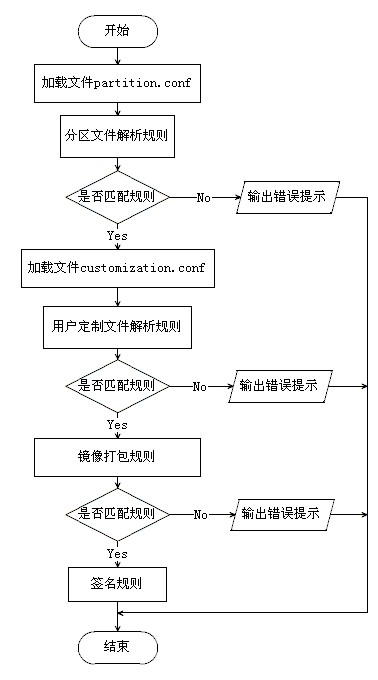 开始
加载文件partition.conf
分区文件解析规则
是否匹配规则
No
输出错误提示
Yes
加载文件customization.conf
用户定制文件解析规则
是否匹配规则
No
输出错误提示
Yes
镜像打包规则
是否匹配规则
No
输出错误提示
Yes
签名规则
结束